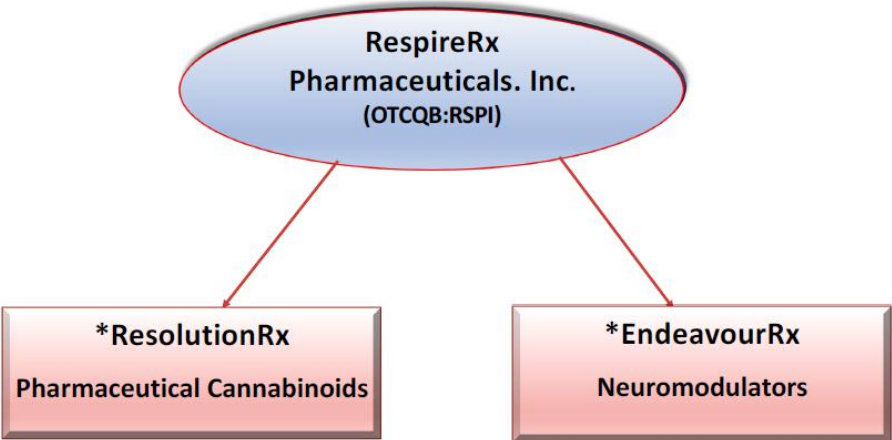 RespireRx
Pharmaceuticals. Inc.
(OTCQB:RSPI)
*ResolutionRx
Pharmaceutical Cannabinoids
*EndeavourRx
Neuromodulators